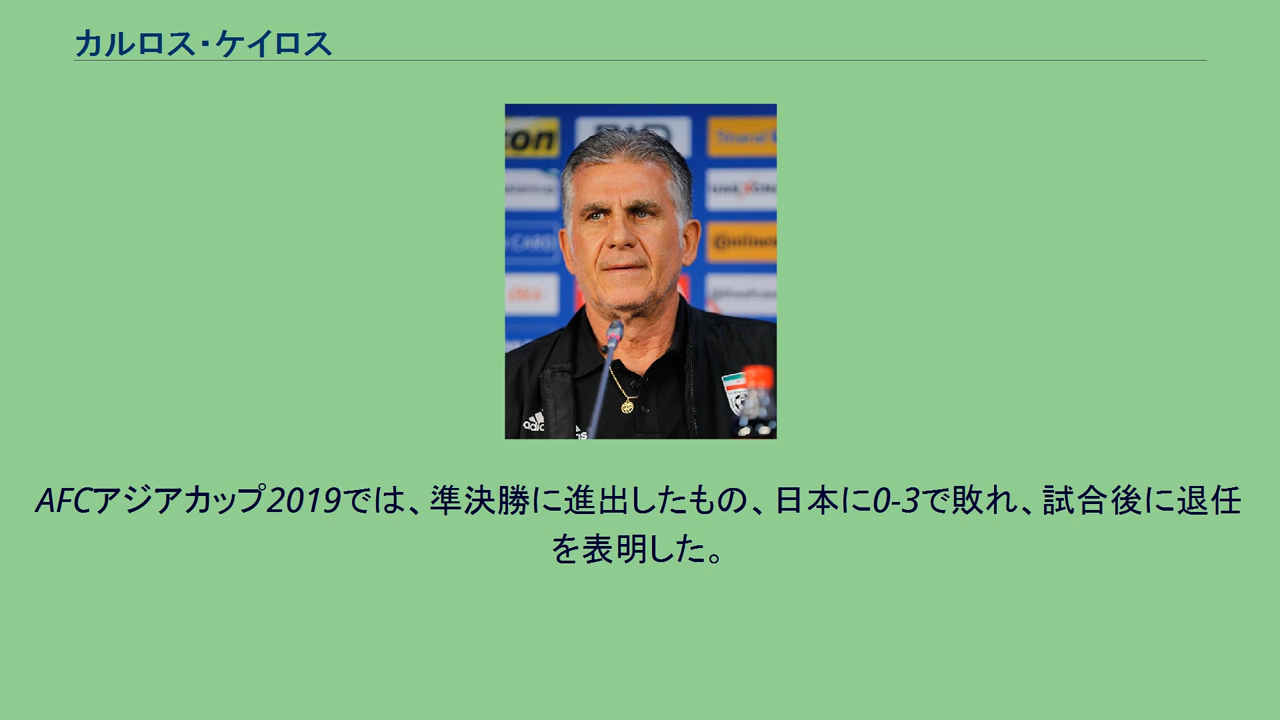 カルロス・ケイロス
Continental
adidas
AFCアジアカップ2019では、準決勝に進出したもの、日本に0-3で敗れ、試合後に退任
を表明した。